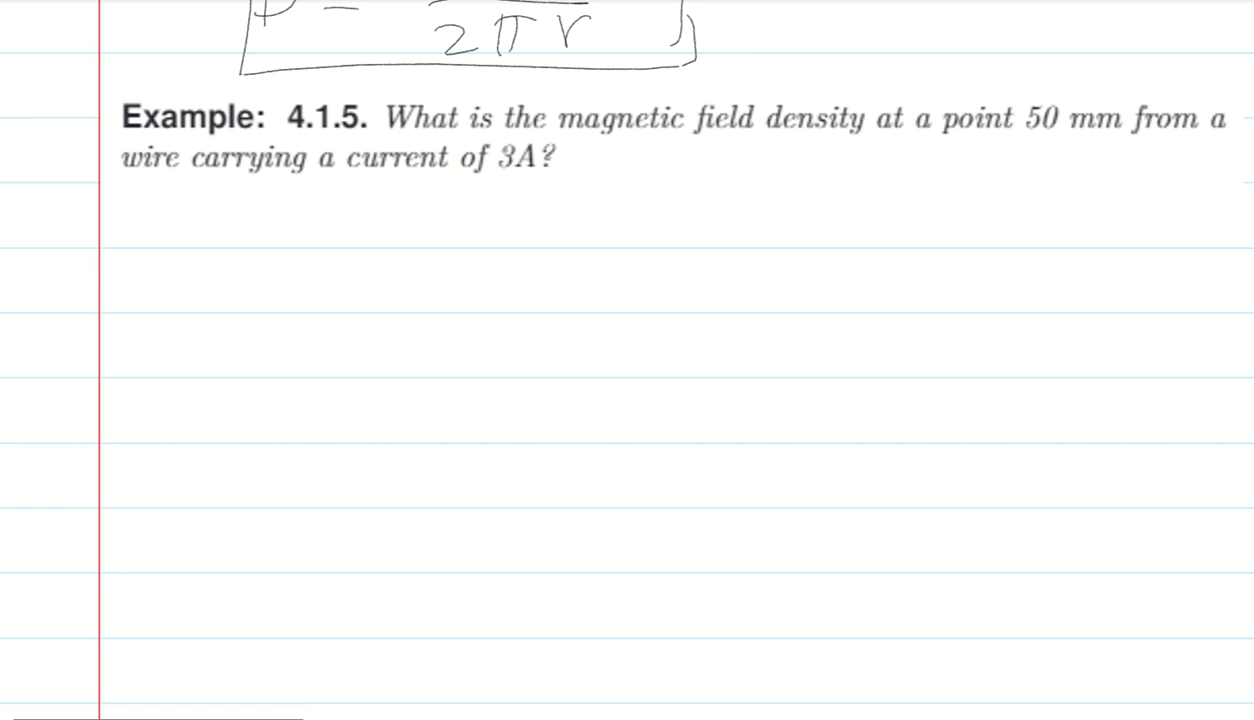 2πr
Example: 4.1.5. What is the magnetic field density at a point 50 mm from a
wire carrying a current of 3A?